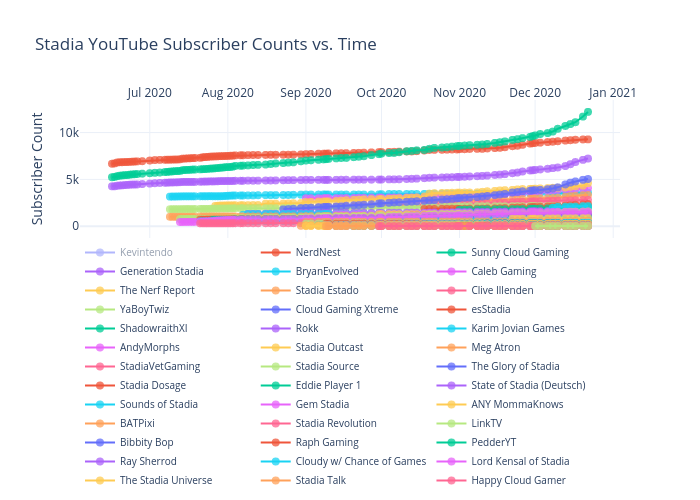 Stadia YouTube Subscriber Counts vs. Time
Jul 2020 Aug 2020 Sep 2020 Oct 2020 Nov 2020 Dec 2020 Jan 2021
Subscriber Count
10k
5k
0
Kevintendo NerdNest Sunny Cloud Gaming
Generation Stadia BryanEvolved Caleb Gaming
The Nerf Report Stadia Estado Clive Illenden
YaBoyTwiz Cloud Gaming Xtreme esStadia
ShadowraithXI Rokk Karim Jovian Games
AndyMorphs Stadia Outcast Meg Atron
StadiaVetGaming Stadia Source The Glory of Stadia
Stadia Dosage Eddie Player 1 State of Stadia (Deutsch)
Sounds of Stadia Gem Stadia ANY MommaKnows
BATPixi Stadia Revolution LinkTV
Bibbity Bop Raph Gaming PedderYT
Ray Sherrod Cloudy w/ Chance of Games Lord Kensal of Stadia
The Stadia Universe Stadia Talk Happy Cloud Gamer